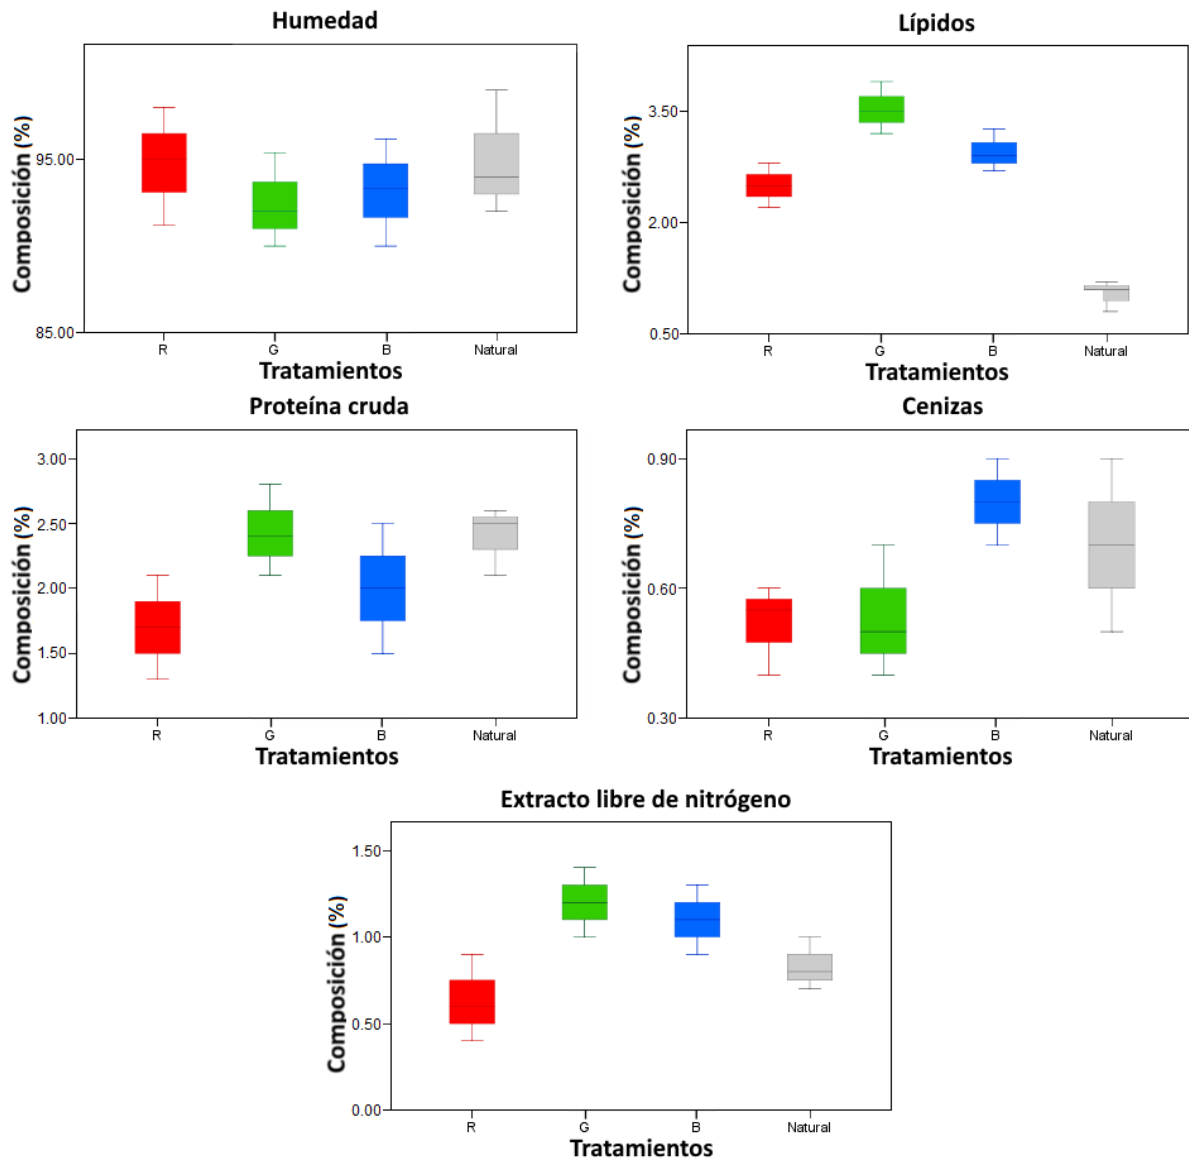 Humedad
Composición (%)
95.00
85.00
R G B Natural
Tratamientos
Lípidos
Composición (%)
3.50
2.00
0.50
R G B Natural
Tratamientos
Proteína cruda
Composición (%)
3.00
2.50
2.00
1.50
1.00
R G B Natural
Tratamientos
Cenizas
Composición (%)
0.90
0.60
0.30
R G B Natural
Tratamientos
Extracto libre de nitrógeno
Composición (%)
1.50
1.00
0.50
0.00
R G B Natural
Tratamientos